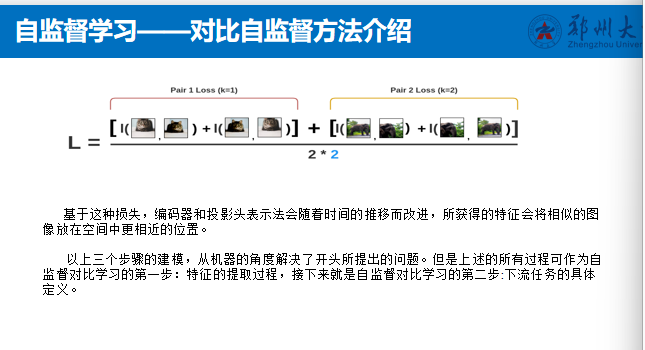 自监督学习——对比自监督方法介绍
郑州大
Zhengzhou Univer
Pair 1 Loss (k=1)
Pair 2 Loss (k=2)
L = [ l( , ) + l( , )] + [l( , ) + l( , )]
2 * 2
基于这种损失，编码器和投影头表示法会随着时间的推移而改进，所获得的特征会将相似的图
像放在空间中更相近的位置。
以上三个步骤的建模，从机器的角度解决了开头所提出的问题。但是上述的所有过程可作为自
监督对比学习的第一步：特征的提取过程，接下来就是自监督对比学习的第二步:下流任务的具体
定义。